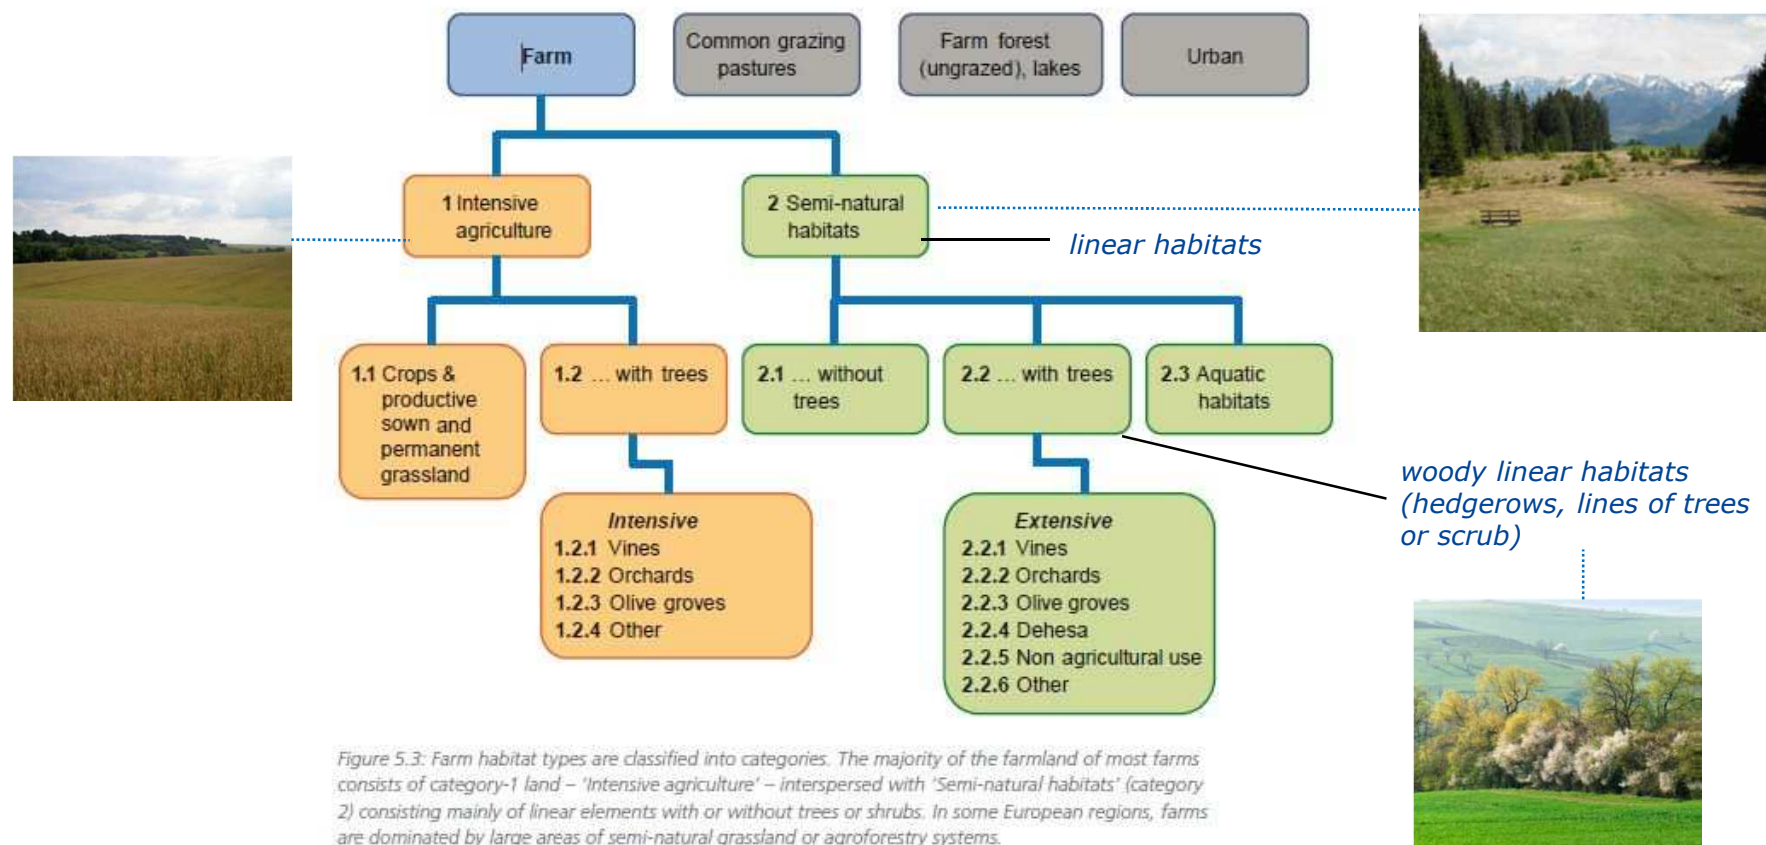 Farm
Common grazing
pastures
Farm forest
(ungrazed), lakes
Urban
1 Intensive
agriculture
2 Semi-natural
habitats
linear habitats
1.1 Crops &
productive
sown and
permanent
grassland
1.2 ... with trees
2.1 ... without
trees
2.2 ... with trees
2.3 Aquatic
habitats
Intensive
1.2.1 Vines
1.2.2 Orchards
1.2.3 Olive groves
1.2.4 Other
Extensive
2.2.1 Vines
2.2.2 Orchards
2.2.3 Olive groves
2.2.4 Dehesa
2.2.5 Non agricultural use
2.2.6 Other
woody linear habitats
(hedgerows, lines of trees
or scrub)
Figure 5.3: Farm habitat types are classified into categories. The majority of the farmland of most farms
consists of category-1 land – 'Intensive agriculture' – interspersed with 'Semi-natural habitats' (category
2) consisting mainly of linear elements with or without trees or shrubs. In some European regions, farms
are dominated by large areas of semi-natural grassland or agroforestry systems.